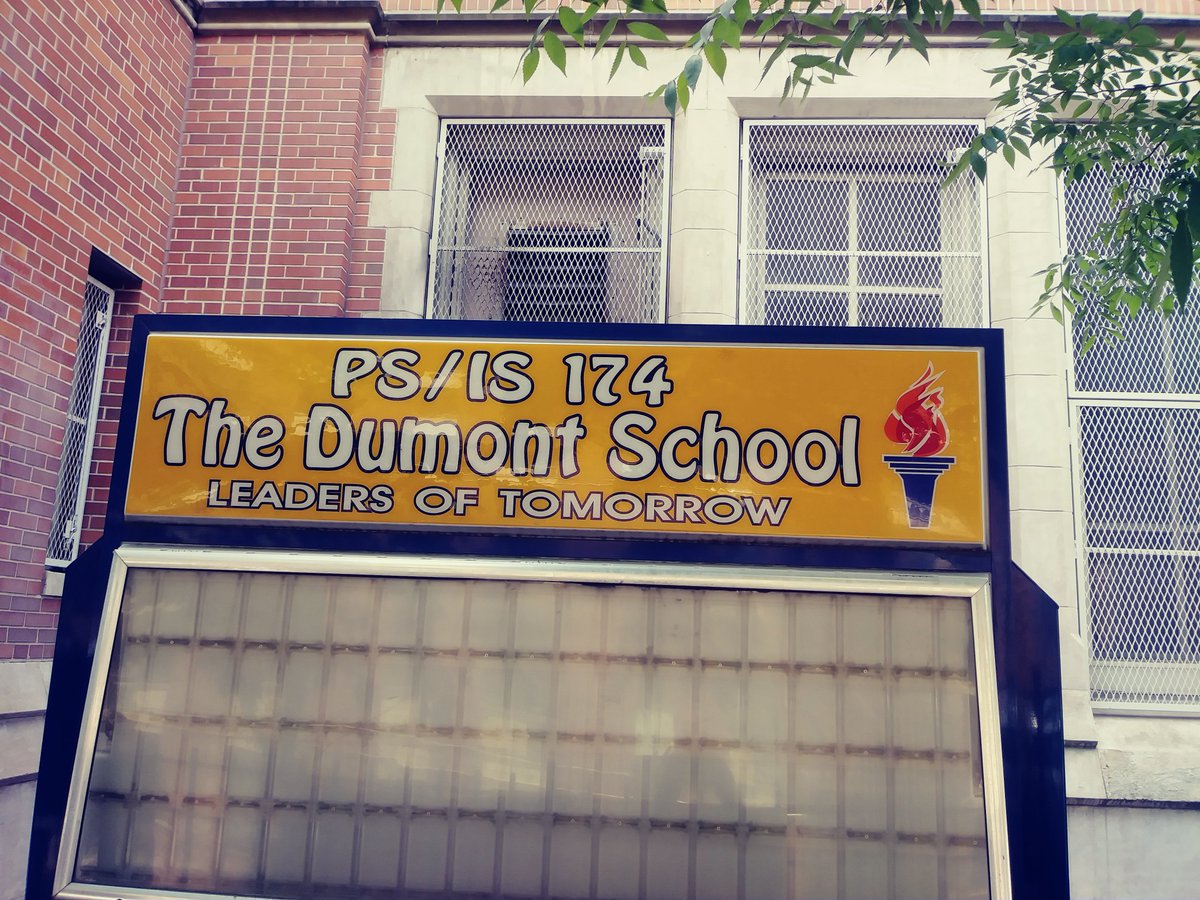 PS/IS 174
The Dumont School
LEADERS OF TOMORROW